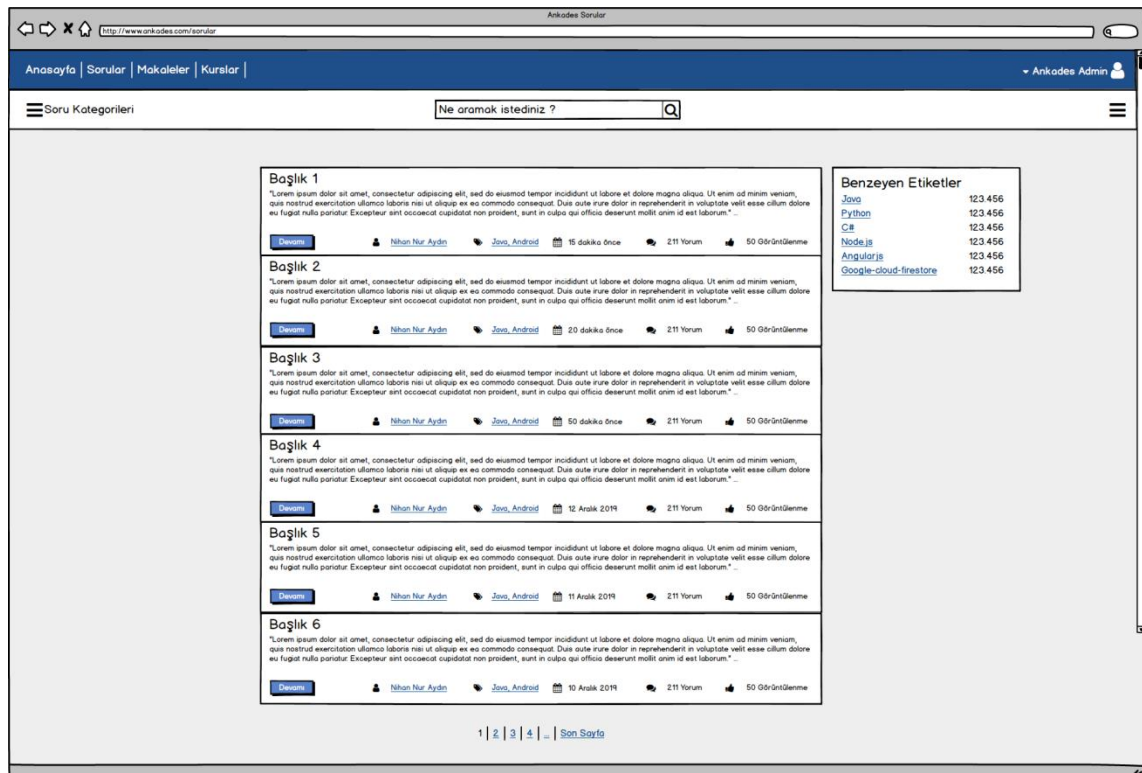 Ankades Sorular
http://www.ankades.com/sorular
Anasayfa | Sorular | Makaleler | Kurslar |
Ankades Admin
Soru Kategorileri
Ne aramak istediniz ?
Başlık 1
"Lorem ipsum dolor sit amet, consectetur adipiscing elit, sed do eiusmod tempor incididunt ut labore et dolore magna aliqua. Ut enim ad minim veniam,
quis nostrud exercitation ullamco laboris nisi ut aliquip ex ea commodo consequat. Duis aute irure dolor in reprehenderit in voluptate velit esse cillum dolore
eu fugiat nulla pariatur. Excepteur sint occaecat cupidatat non proident, sunt in culpa qui officia deserunt mollit anim id est laborum." ...
Devamı Nihan Nur Aydın Java, Android 15 dakika önce 211 Yorum 50 Görüntülenme
Başlık 2
"Lorem ipsum dolor sit amet, consectetur adipiscing elit, sed do eiusmod tempor incididunt ut labore et dolore magna aliqua. Ut enim ad minim veniam,
quis nostrud exercitation ullamco laboris nisi ut aliquip ex ea commodo consequat. Duis aute irure dolor in reprehenderit in voluptate velit esse cillum dolore
eu fugiat nulla pariatur. Excepteur sint occaecat cupidatat non proident, sunt in culpa qui officia deserunt mollit anim id est laborum." ...
Devamı Nihan Nur Aydın Java, Android 20 dakika önce 211 Yorum 50 Görüntülenme
Başlık 3
"Lorem ipsum dolor sit amet, consectetur adipiscing elit, sed do eiusmod tempor incididunt ut labore et dolore magna aliqua. Ut enim ad minim veniam,
quis nostrud exercitation ullamco laboris nisi ut aliquip ex ea commodo consequat. Duis aute irure dolor in reprehenderit in voluptate velit esse cillum dolore
eu fugiat nulla pariatur. Excepteur sint occaecat cupidatat non proident, sunt in culpa qui officia deserunt mollit anim id est laborum." ...
Devamı Nihan Nur Aydın Java, Android 50 dakika önce 211 Yorum 50 Görüntülenme
Başlık 4
"Lorem ipsum dolor sit amet, consectetur adipiscing elit, sed do eiusmod tempor incididunt ut labore et dolore magna aliqua. Ut enim ad minim veniam,
quis nostrud exercitation ullamco laboris nisi ut aliquip ex ea commodo consequat. Duis aute irure dolor in reprehenderit in voluptate velit esse cillum dolore
eu fugiat nulla pariatur. Excepteur sint occaecat cupidatat non proident, sunt in culpa qui officia deserunt mollit anim id est laborum." ...
Devamı Nihan Nur Aydın Java, Android 12 Aralık 2019 211 Yorum 50 Görüntülenme
Başlık 5
"Lorem ipsum dolor sit amet, consectetur adipiscing elit, sed do eiusmod tempor incididunt ut labore et dolore magna aliqua. Ut enim ad minim veniam,
quis nostrud exercitation ullamco laboris nisi ut aliquip ex ea commodo consequat. Duis aute irure dolor in reprehenderit in voluptate velit esse cillum dolore
eu fugiat nulla pariatur. Excepteur sint occaecat cupidatat non proident, sunt in culpa qui officia deserunt mollit anim id est laborum." ...
Devamı Nihan Nur Aydın Java, Android 11 Aralık 2019 211 Yorum 50 Görüntülenme
Başlık 6
"Lorem ipsum dolor sit amet, consectetur adipiscing elit, sed do eiusmod tempor incididunt ut labore et dolore magna aliqua. Ut enim ad minim veniam,
quis nostrud exercitation ullamco laboris nisi ut aliquip ex ea commodo consequat. Duis aute irure dolor in reprehenderit in voluptate velit esse cillum dolore
eu fugiat nulla pariatur. Excepteur sint occaecat cupidatat non proident, sunt in culpa qui officia deserunt mollit anim id est laborum." ...
Devamı Nihan Nur Aydın Java, Android 10 Aralık 2019 211 Yorum 50 Görüntülenme
Benzeyen Etiketler
Java 123.456
Python 123.456
C# 123.456
Node.js 123.456
Angularjs 123.456
Google-cloud-firestore 123.456
1 | 2 | 3 | 4 | ... | Son Sayfa